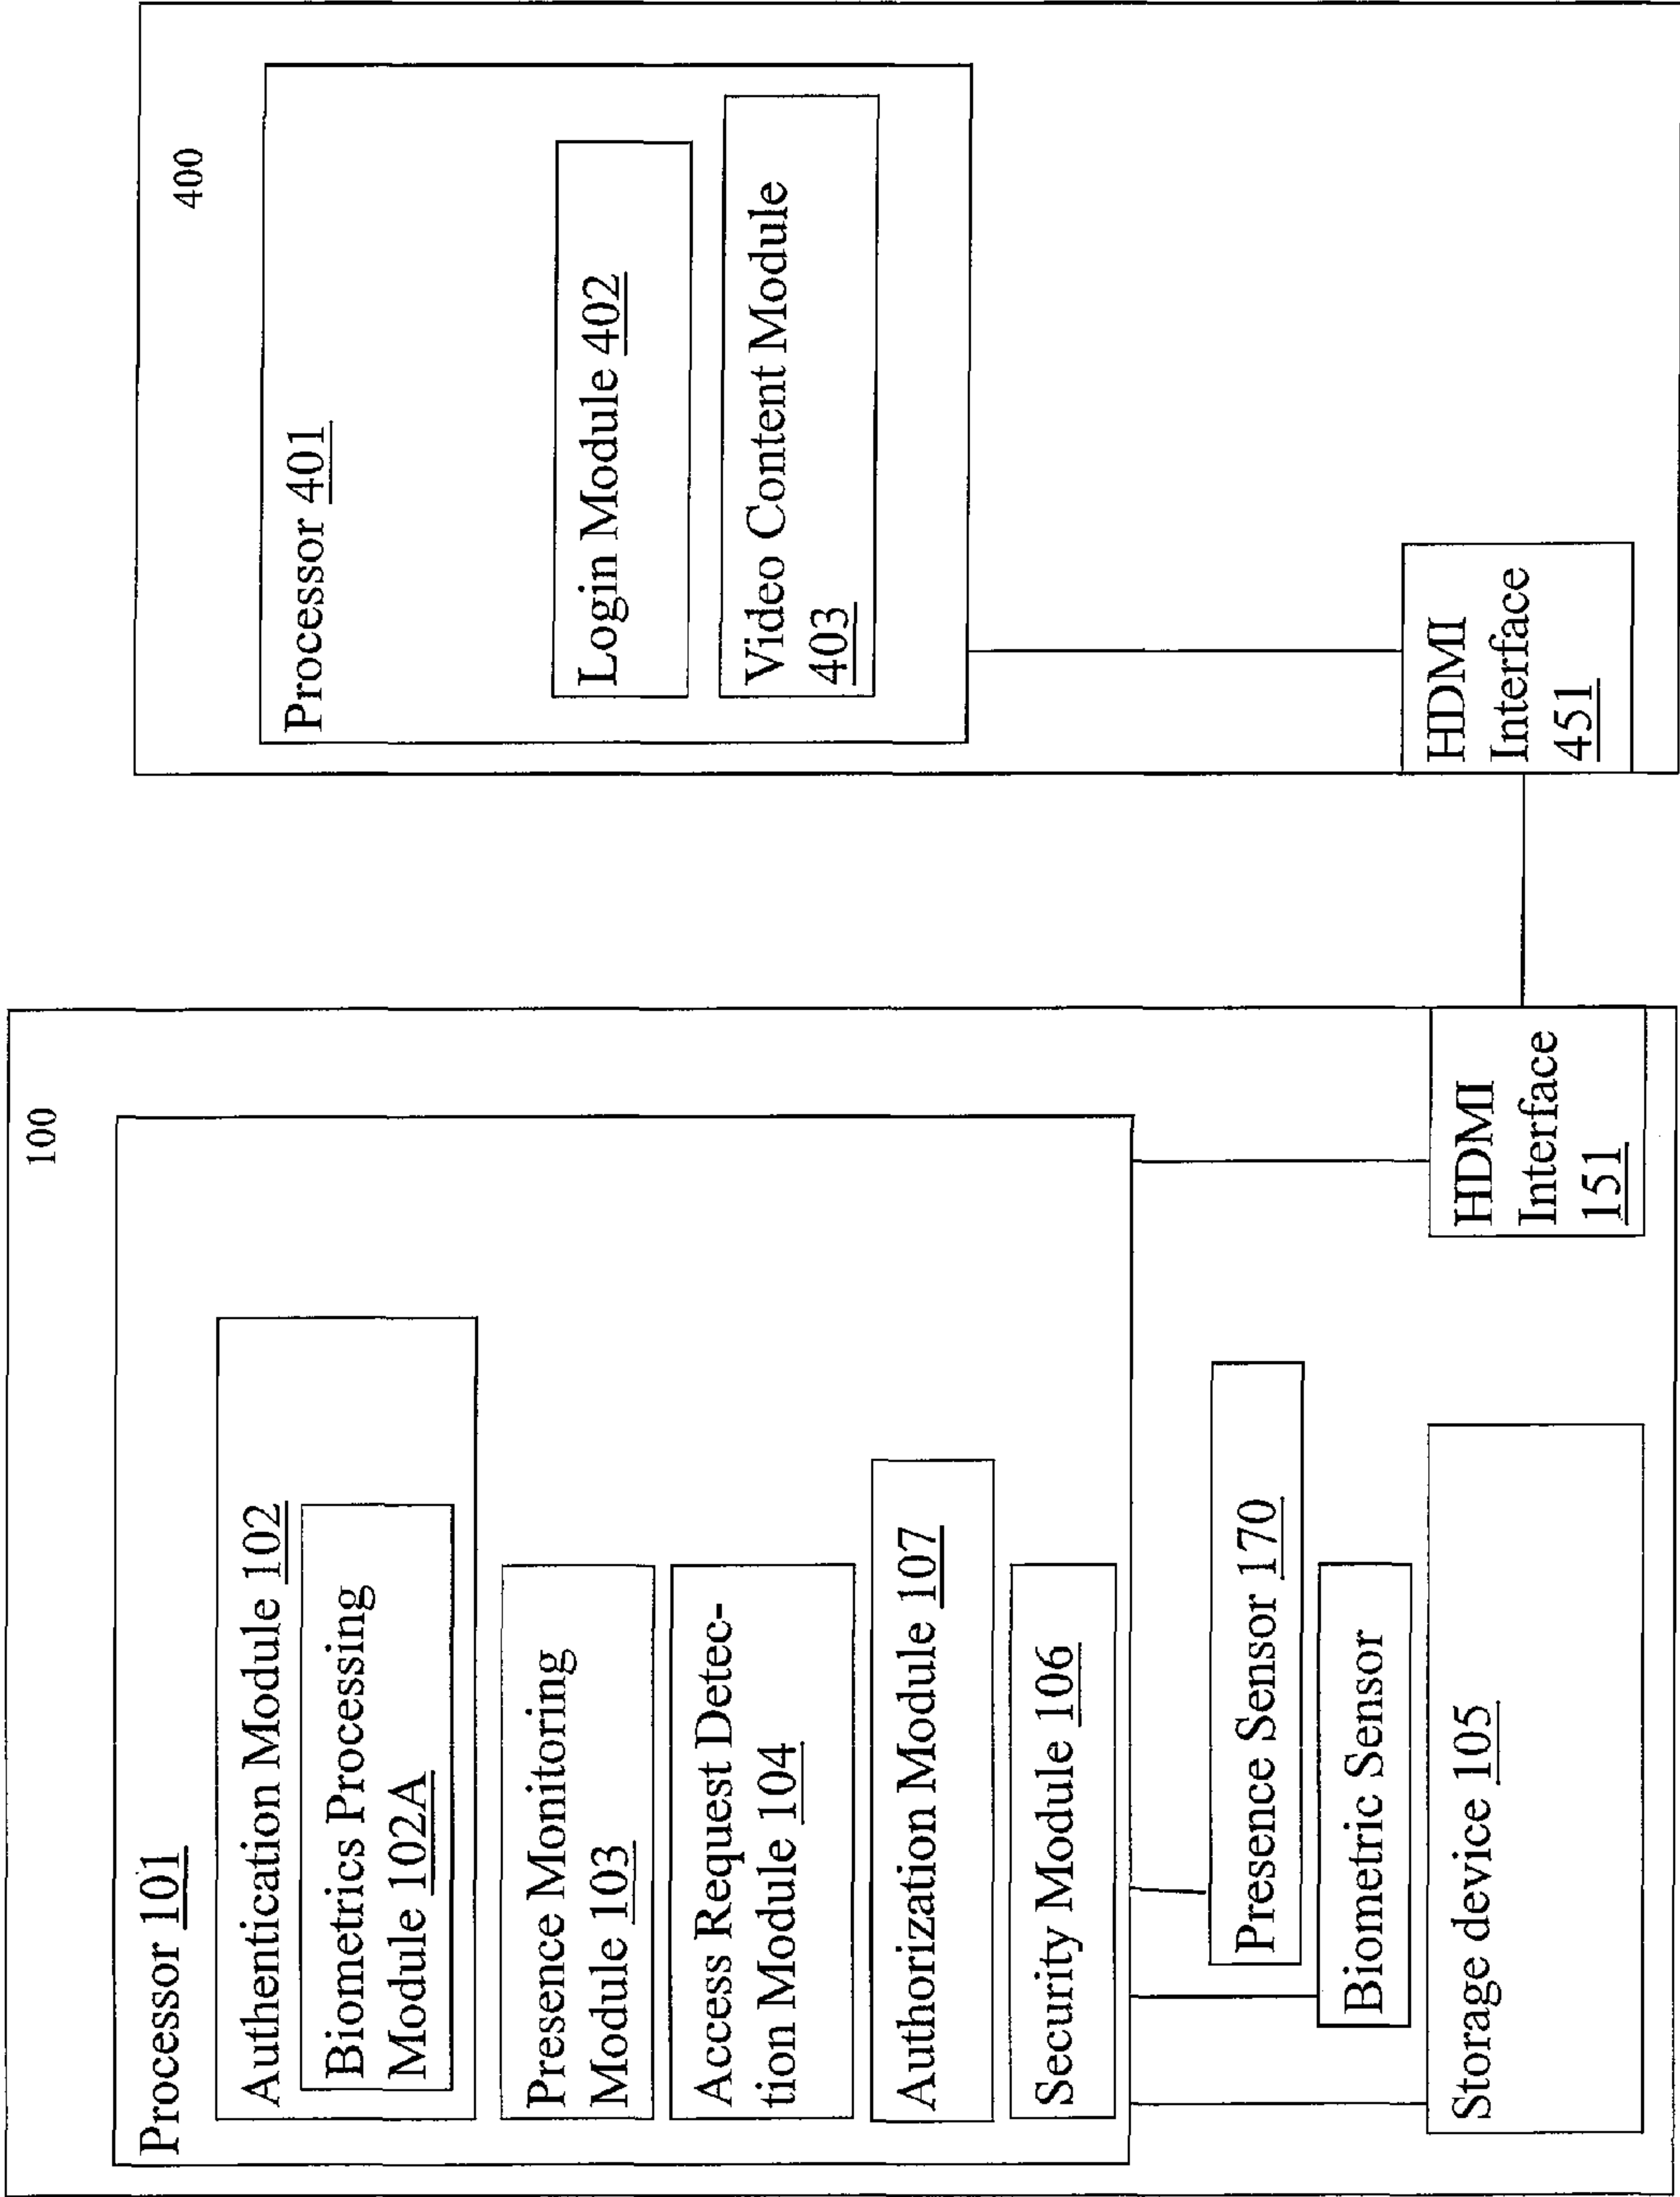 100
Processor 101
Authentication Module 102
Biometrics Processing
Module 102A
Presence Monitoring
Module 103
Access Request Detec-
tion Module 104
Authorization Module 107
Security Module 106
Presence Sensor 170
Biometric Sensor
Storage device 105
HDMI
Interface
151
400
Processor 401
Login Module 402
Video Content Module
403
HDMI
Interface
451